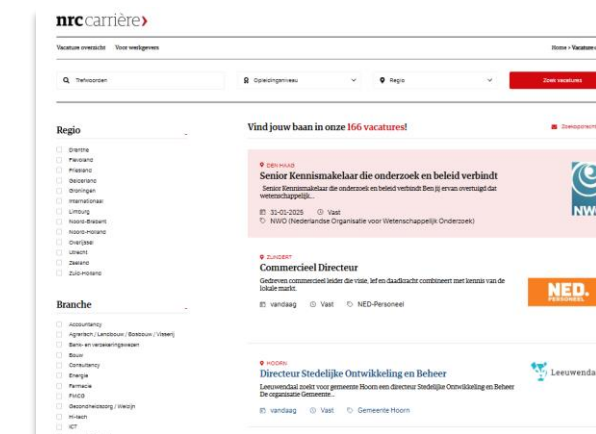 nrc carrière>
Vacature overzicht Voor werkgevers
Home > Vacature
Trefwoorden
Opleidingsniveau
Regio
Zoek vacatures
Regio
Drenthe
Flevoland
Friesland
Gelderland
Groningen
Internationaal
Limburg
Noord-Brabant
Noord-Holland
Overijssel
Utrecht
Zeeland
Zuid-Holland
Branche
Accountancy
Agrarisch / Landbouw / Bosbouw / Visserij
Bank- en verzekeringswezen
Bouw
Consultancy
Energie
Farmacie
FMCG
Gezondheidszorg / Welzijn
Hi-tech
ICT
Vind jouw baan in onze 166 vacatures!
Zoekopdracht
DEN HAAG
Senior Kennismakelaar die onderzoek en beleid verbindt
Senior Kennismakelaar die onderzoek en beleid verbindt Ben jij ervan overtuigd dat
wetenschappelijk...
31-01-2025 Vast
NWO (Nederlandse Organisatie voor Wetenschappelijk Onderzoek)
NWO
ZUNDERT
Commercieel Directeur
Gedreven commercieel leider die visie, lef en daadkracht combineert met kennis van de
lokale markt.
vandaag Vast NED-Personeel
NED.
PERSONEEL
HOORN
Directeur Stedelijke Ontwikkeling en Beheer
Leeuwendaal zoekt voor gemeente Hoorn een directeur Stedelijke Ontwikkeling en Beheer
De organisatie Gemeente...
vandaag Vast Gemeente Hoorn
Leeuwenda